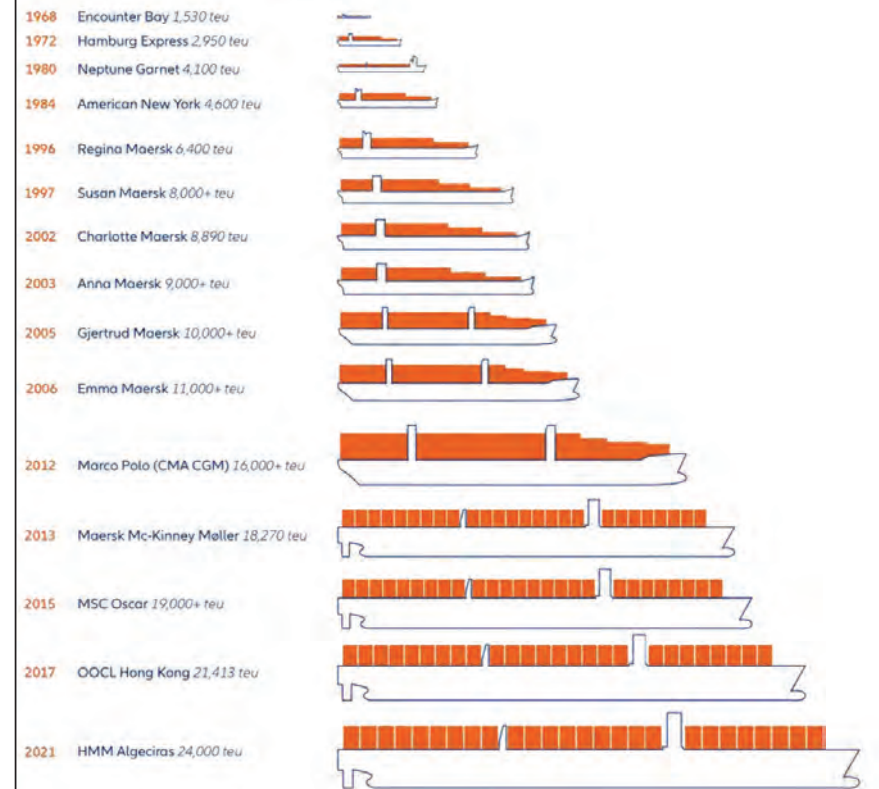 1968 Encounter Bay 1,530 teu
1972 Hamburg Express 2,950 teu
1980 Neptune Garnet 4,100 teu
1984 American New York 4,600 teu
1996 Regina Maersk 6,400 teu
1997 Susan Maersk 8,000+ teu
2002 Charlotte Maersk 8,890 teu
2003 Anna Maersk 9,000+ teu
2005 Gjertrud Maersk 10,000+ teu
2006 Emma Maersk 11,000+ teu
2012 Marco Polo (CMA CGM) 16,000+ teu
2013 Maersk Mc-Kinney Møller 18,270 teu
2015 MSC Oscar 19,000+ teu
2017 OOCL Hong Kong 21,413 teu
2021 HMM Algeciras 24,000 teu